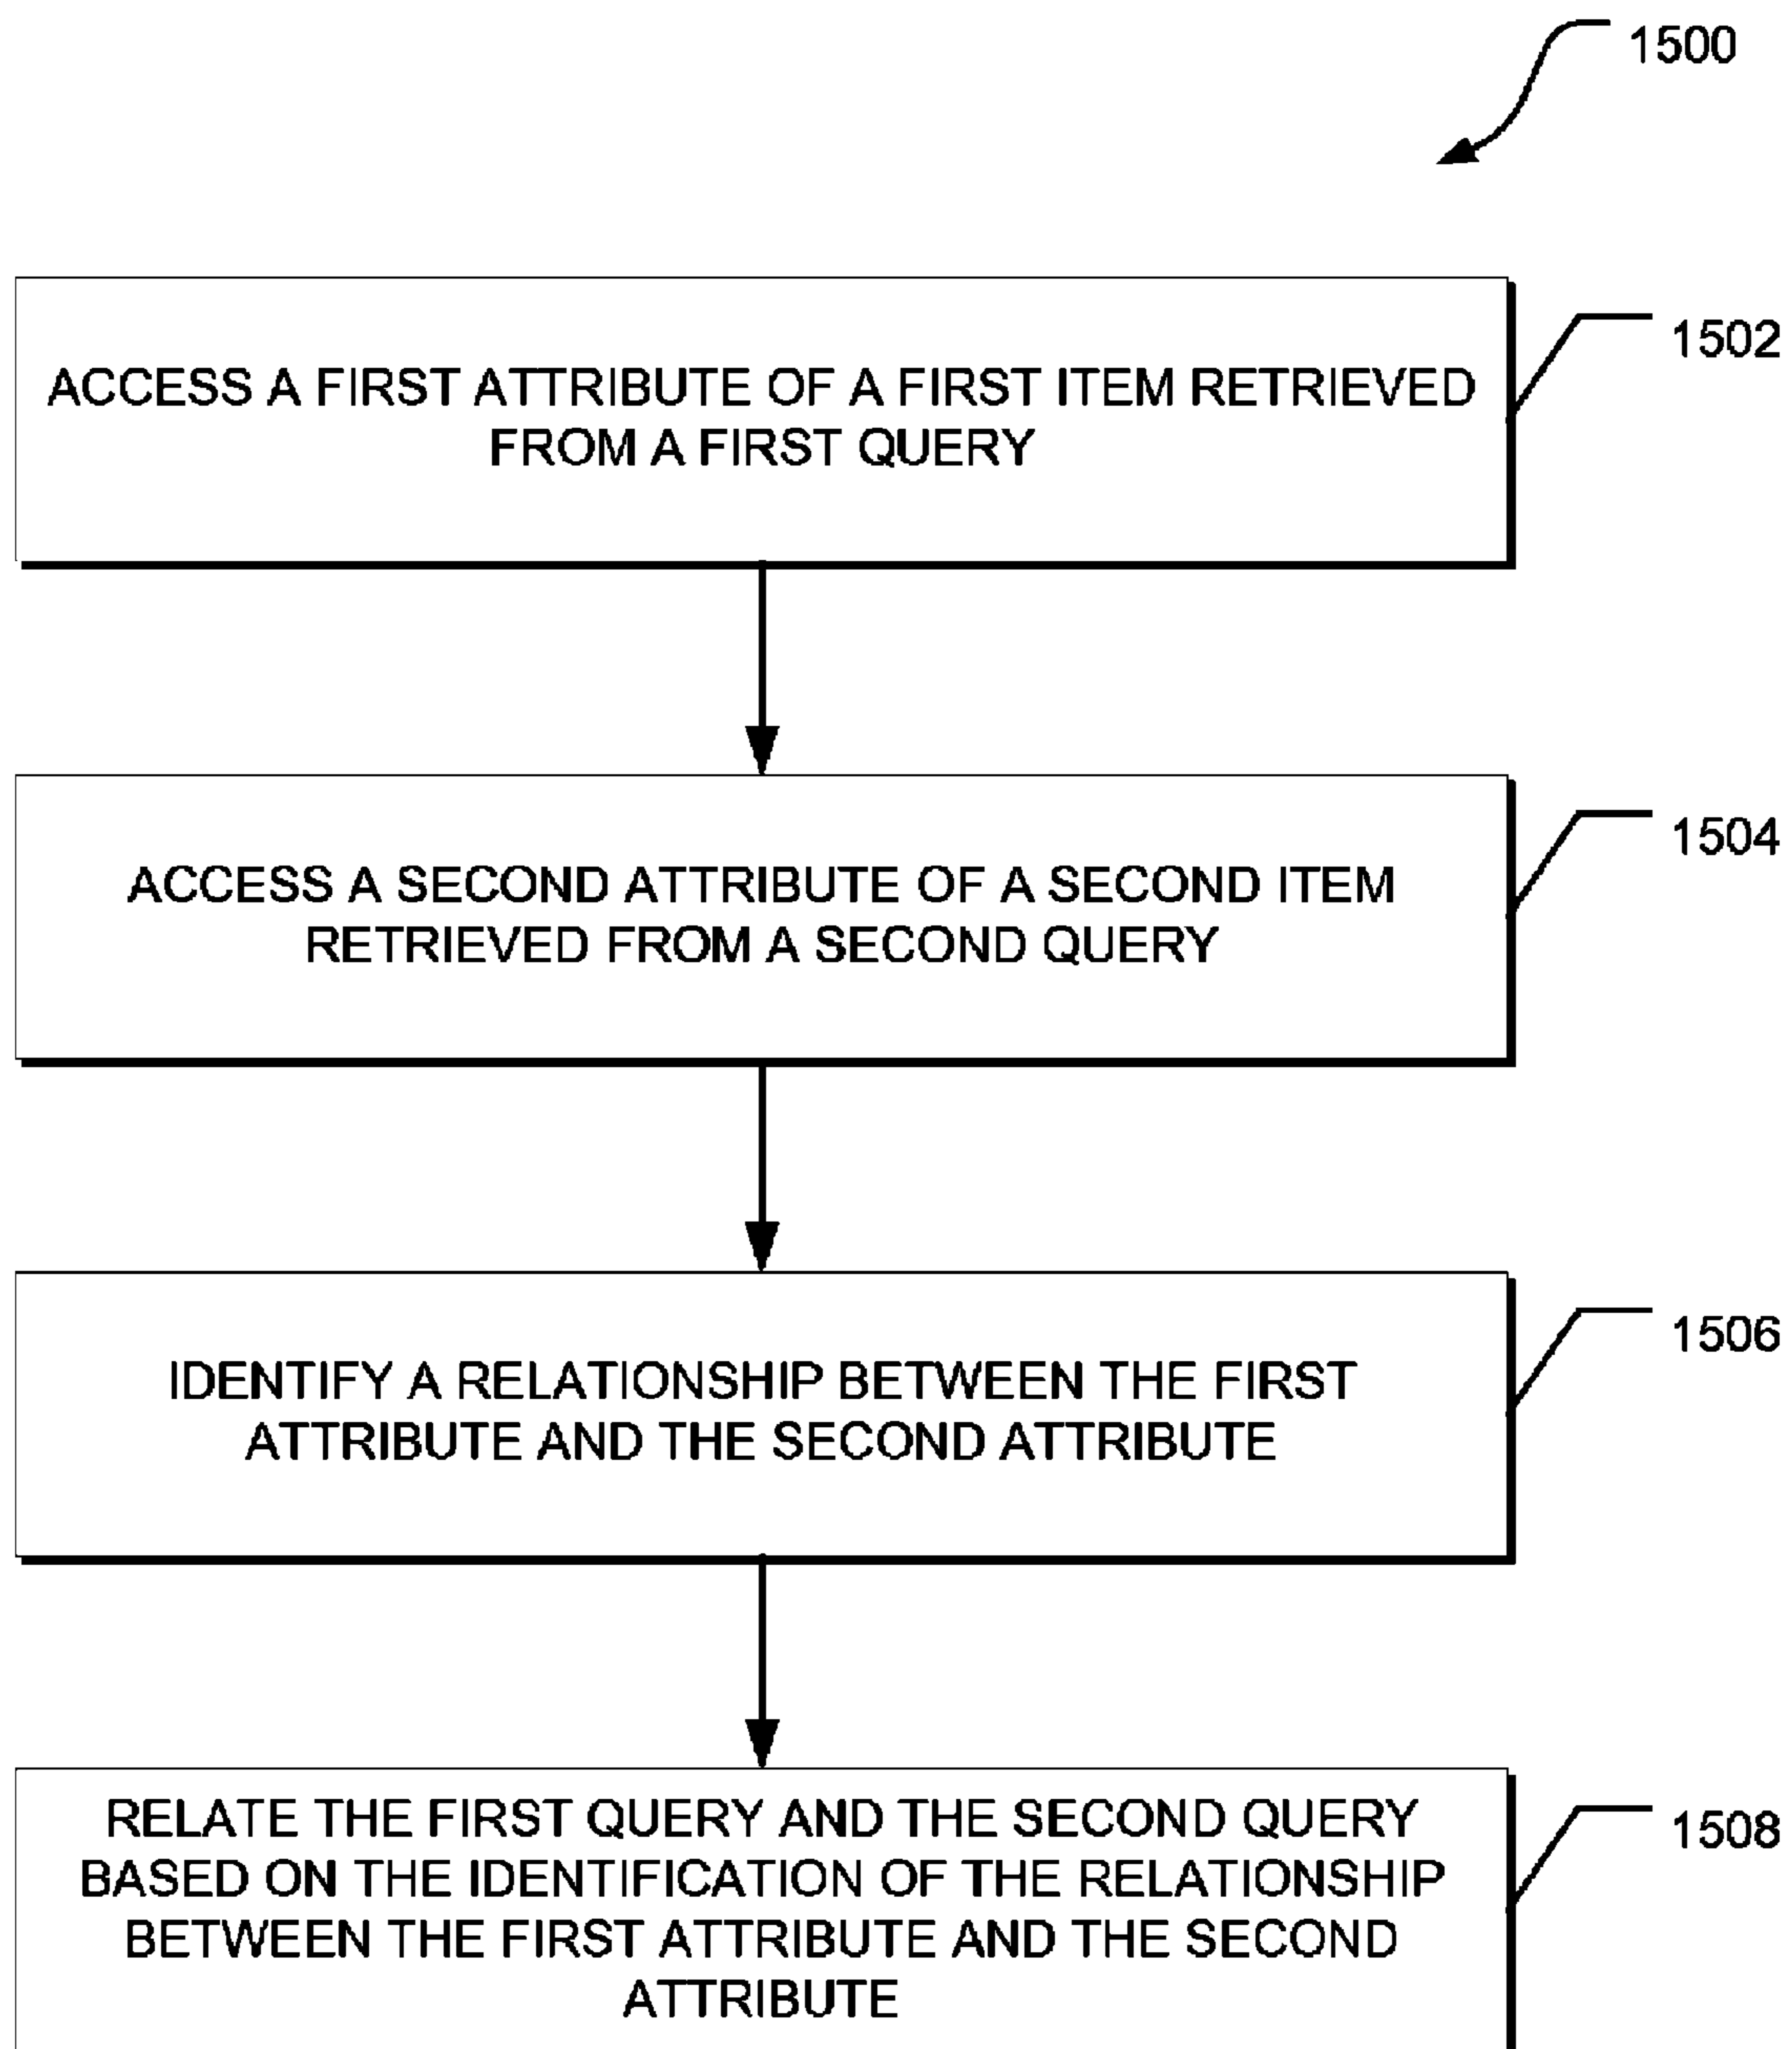 1500
ACCESS A FIRST ATTRIBUTE OF A FIRST ITEM RETRIEVED
FROM A FIRST QUERY
1502
ACCESS A SECOND ATTRIBUTE OF A SECOND ITEM
RETRIEVED FROM A SECOND QUERY
1504
IDENTIFY A RELATIONSHIP BETWEEN THE FIRST
ATTRIBUTE AND THE SECOND ATTRIBUTE
1506
RELATE THE FIRST QUERY AND THE SECOND QUERY
BASED ON THE IDENTIFICATION OF THE RELATIONSHIP
BETWEEN THE FIRST ATTRIBUTE AND THE SECOND
ATTRIBUTE
1508